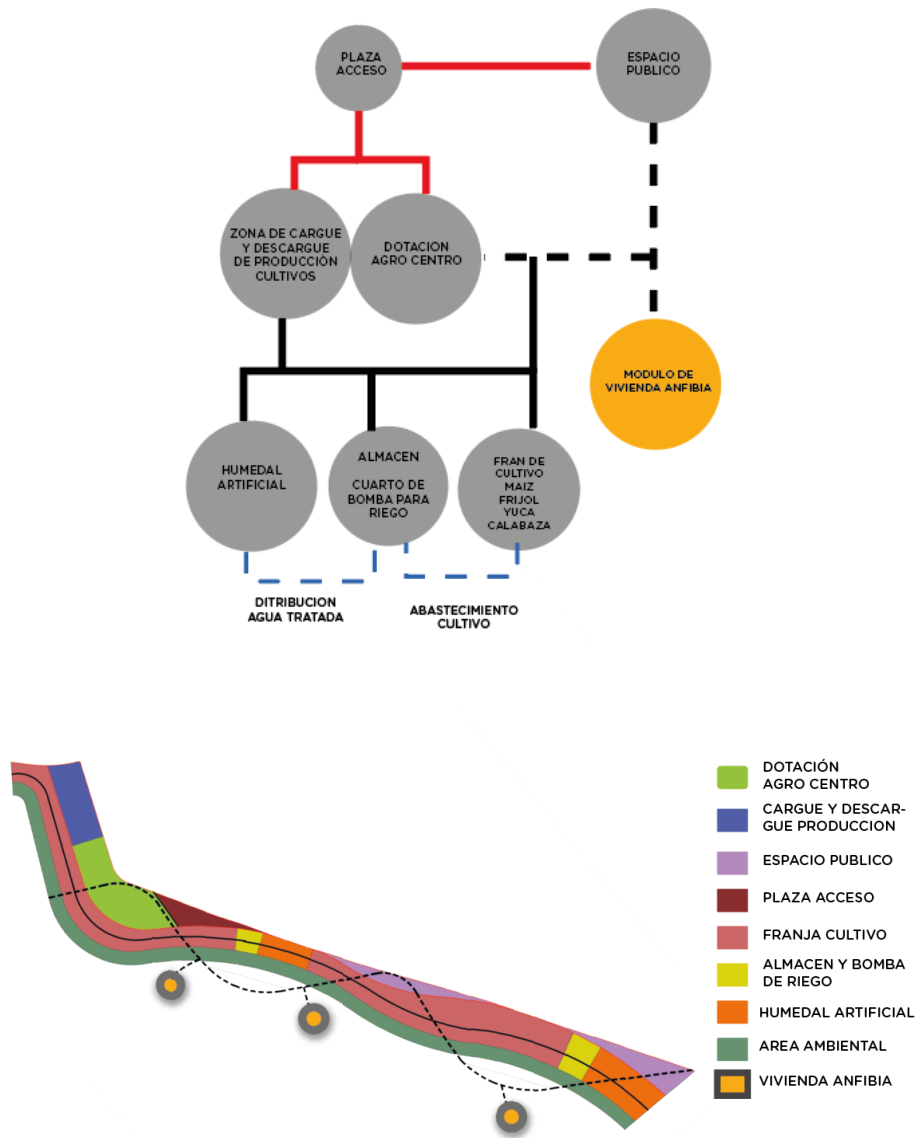 PLAZA
ACCESO
ESPACIO
PUBLICO
ZONA DE CARGUE
Y DESCARGUE
DE PRODUCCIÓN
CULTIVOS
DOTACION
AGRO CENTRO
MODULO DE
VIVIENDA ANFIBIA
HUMEDAL
ARTIFICIAL
ALMACEN
CUARTO DE
BOMBA PARA
RIEGO
FRAN DE
CULTIVO
MAIZ
FRIJOL
YUCA
CALABAZA
DITRIBUCION
AGUA TRATADA
ABASTECIMIENTO
CULTIVO
DOTACIÓN
AGRO CENTRO
CARGUE Y DESCAR-
GUE PRODUCCION
ESPACIO PUBLICO
PLAZA ACCESO
FRANJA CULTIVO
ALMACEN Y BOMBA
DE RIEGO
HUMEDAL ARTIFICIAL
AREA AMBIENTAL
VIVIENDA ANFIBIA